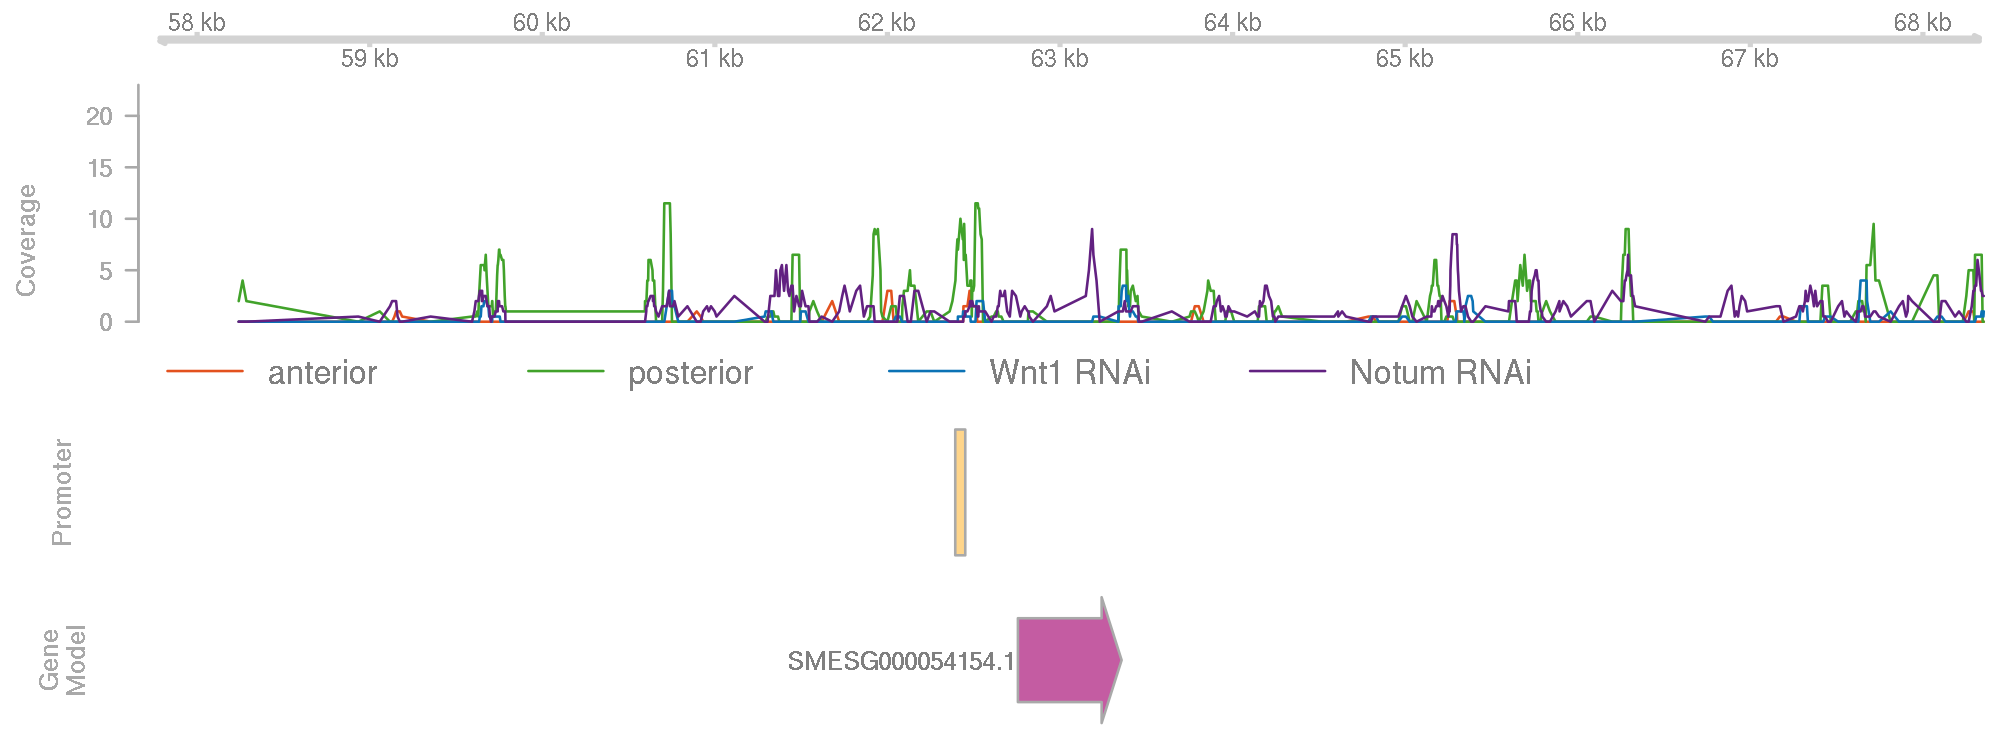 58 kb 60 kb 62 kb 64 kb 66 kb 68 kb
59 kb 61 kb 63 kb 65 kb 67 kb
Coverage
20
15
10
5
0
anterior posterior Wnt1 RNAi Notum RNAi
Promoter
Gene
Model
SMESG000054154.1